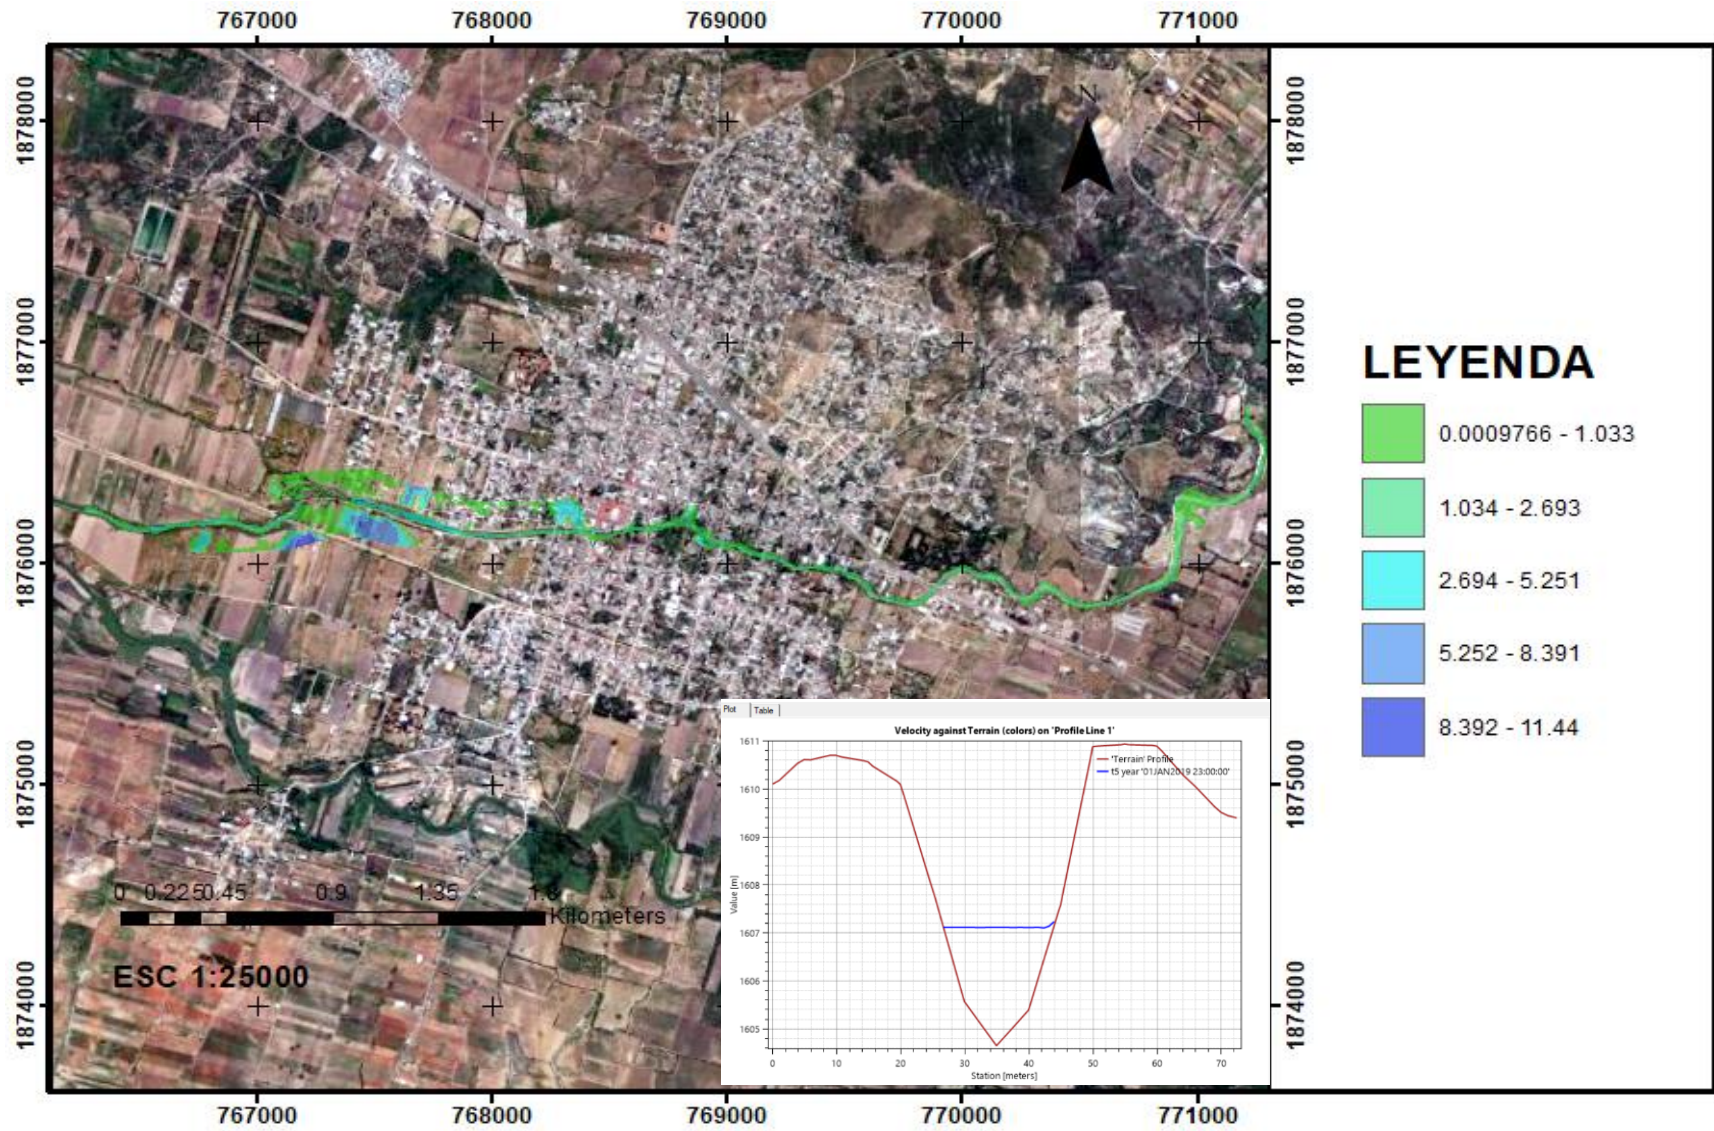 767000 768000 769000 770000 771000
1878000
1877000
1876000
1875000
1874000
N
1878000
1877000
1876000
1875000
1874000
LEYENDA
0.0009766 - 1.033
1.034 - 2.693
2.694 - 5.251
5.252 - 8.391
8.392 - 11.44
0 0.225 0.45 0.9 1.35 1.8
Kilometers
ESC 1:25000
Plot Table
Velocity against Terrain (colors) on 'Profile Line 1'
'Terrain' Profile
t5 year '01JAN2019 23:00:00'
Value [m]
1611
1610
1609
1608
1607
1606
1605
0 10 20 30 40 50 60 70
Station [meters]
767000 768000 769000 770000 771000